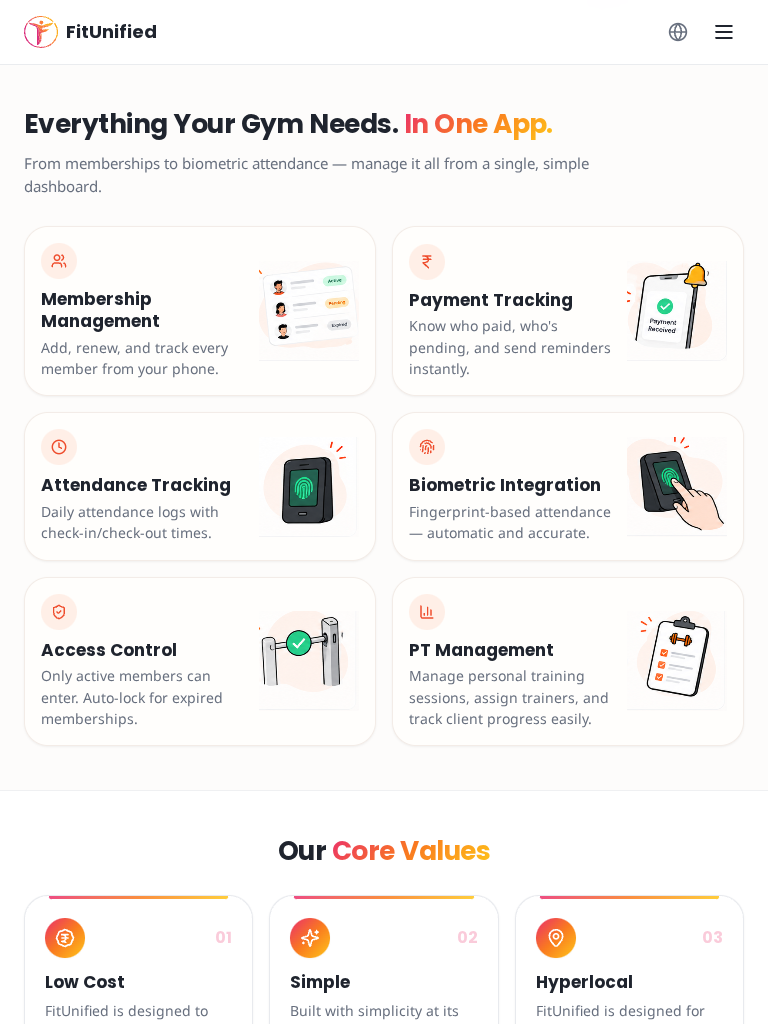 FitUnified
Everything Your Gym Needs. In One App.
From memberships to biometric attendance — manage it all from a single, simple
dashboard.
Membership
Management
Add, renew, and track every
member from your phone.
Active
Pending
Expired
Payment Tracking
Know who paid, who's
pending, and send reminders
instantly.
Payment
Received
Attendance Tracking
Daily attendance logs with
check-in/check-out times.
Biometric Integration
Fingerprint-based attendance
— automatic and accurate.
Access Control
Only active members can
enter. Auto-lock for expired
memberships.
PT Management
Manage personal training
sessions, assign trainers, and
track client progress easily.
Our Core Values
01
Low Cost
FitUnified is designed to
02
Simple
Built with simplicity at its
03
Hyperlocal
FitUnified is designed for